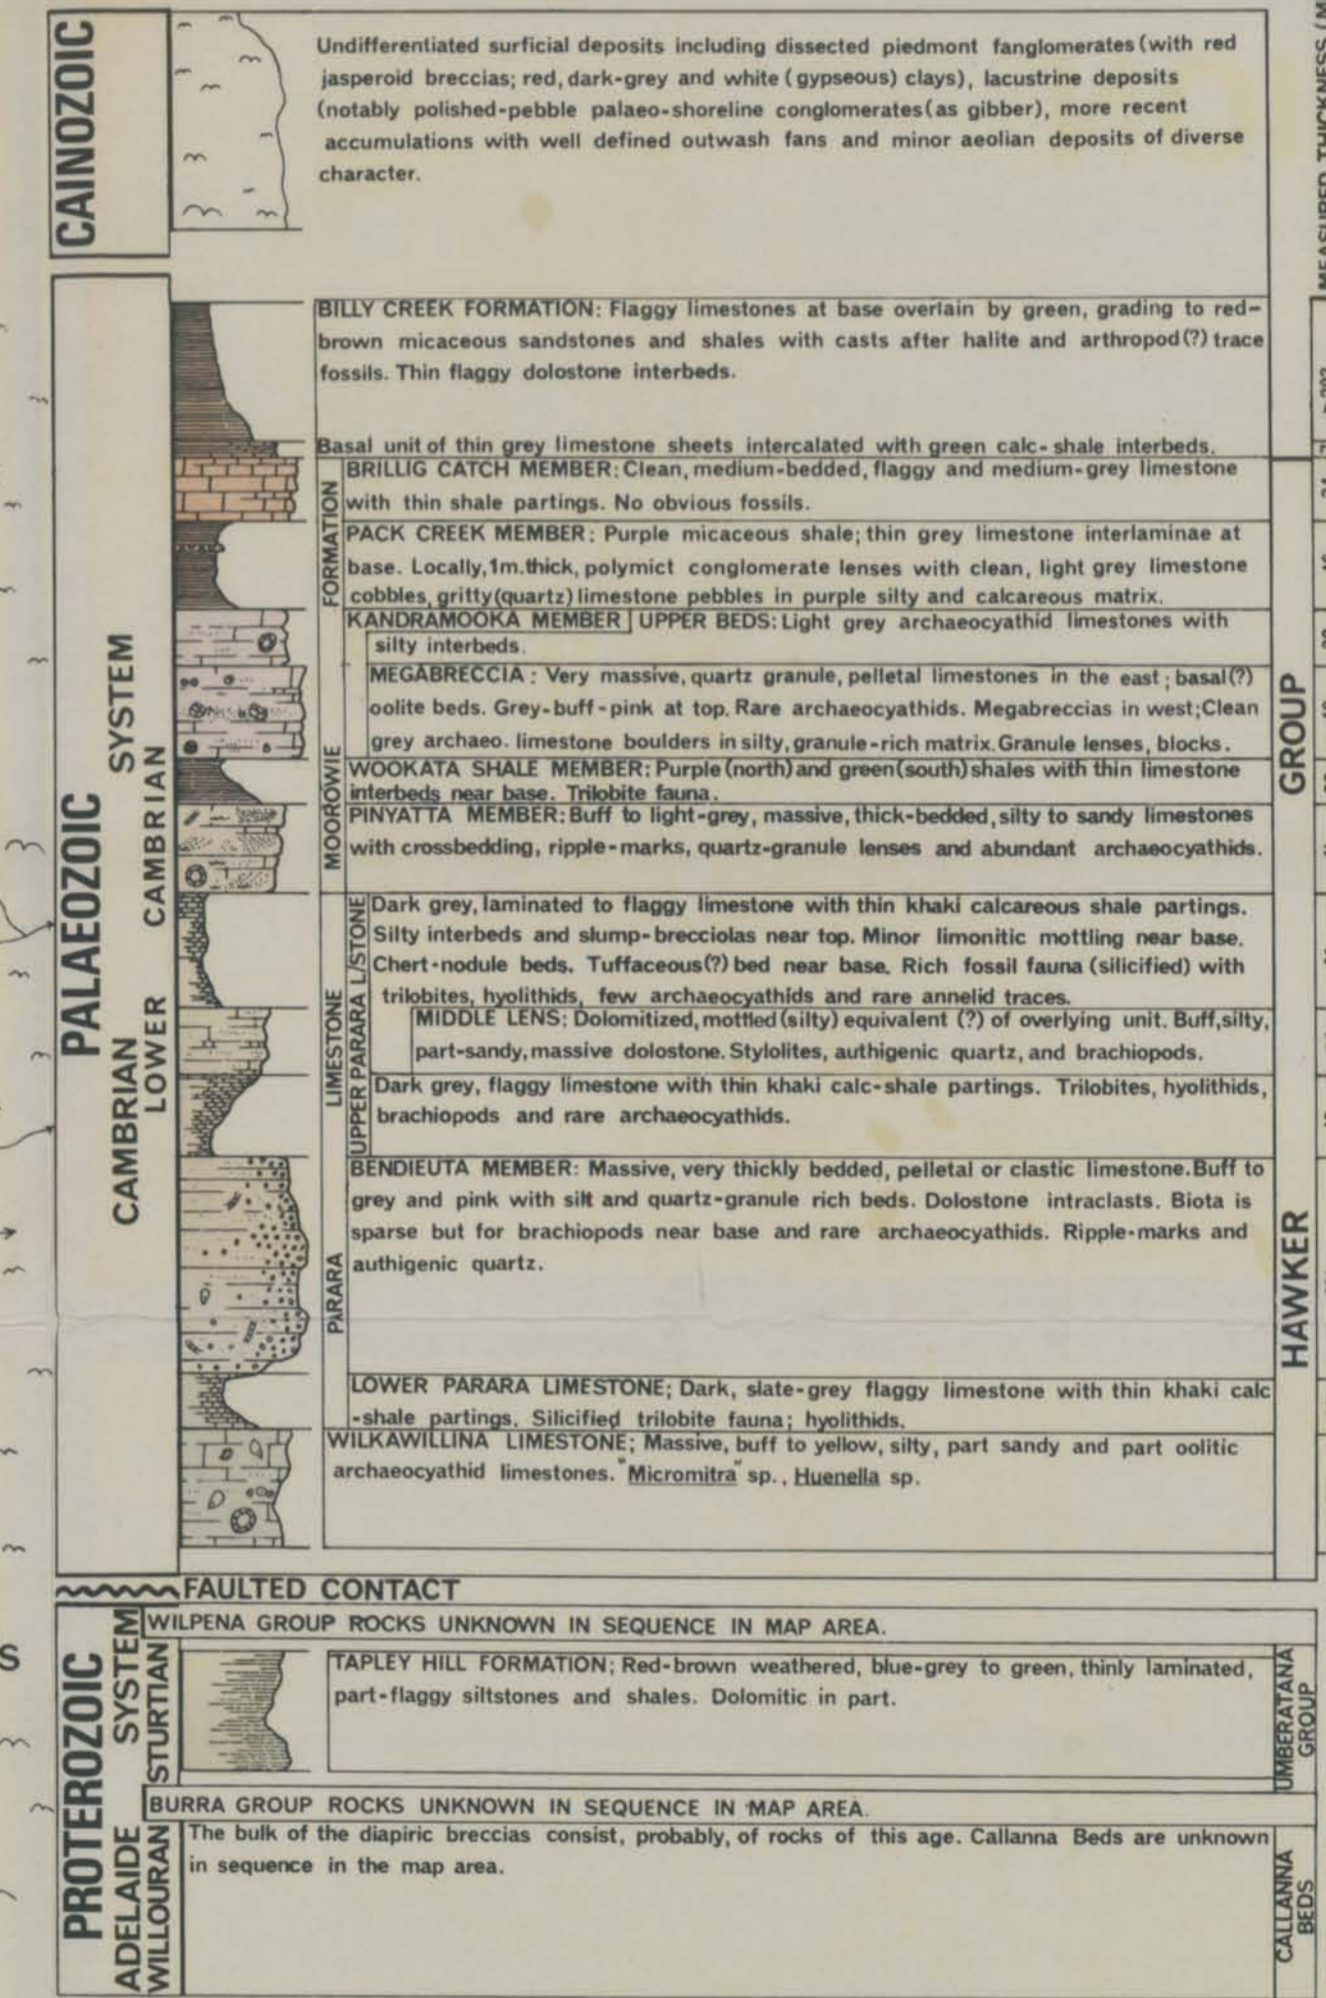 CAINOZOIC
Undifferentiated surficial deposits including dissected piedmont fanglomerates (with red
jasperoid breccias; red, dark-grey and white (gypseous) clays), lacustrine deposits
(notably polished-pebble palaeo-shoreline conglomerates (as gibber), more recent
accumulations with well defined outwash fans and minor aeolian deposits of diverse
character.
MEASURED THICKNESS (M
PALAEOZOIC
CAMBRIAN SYSTEM
LOWER CAMBRIAN
BILLY CREEK FORMATION: Flaggy limestones at base overlain by green, grading to red-
brown micaceous sandstones and shales with casts after halite and arthropod(?) trace
fossils. Thin flaggy dolostone interbeds.
Basal unit of thin grey limestone sheets intercalated with green calc-shale interbeds.
HAWKER GROUP
MOOROWIE FORMATION
BRILLIG CATCH MEMBER: Clean, medium-bedded, flaggy and medium-grey limestone
with thin shale partings. No obvious fossils.
PACK CREEK MEMBER: Purple micaceous shale; thin grey limestone interlaminae at
base. Locally, 1m. thick, polymict conglomerate lenses with clean, light grey limestone
cobbles, gritty (quartz) limestone pebbles in purple silty and calcareous matrix.
KANDRAMOOKA MEMBER UPPER BEDS: Light grey archaeocyathid limestones with
silty interbeds.
MEGABRECCIA: Very massive, quartz granule, pelletal limestones in the east; basal(?)
oolite beds. Grey-buff-pink at top. Rare archaeocyathids. Megabreccias in west; Clean
grey archaeo. limestone boulders in silty, granule-rich matrix. Granule lenses, blocks.
WOOKATA SHALE MEMBER: Purple (north) and green (south) shales with thin limestone
interbeds near base. Trilobite fauna.
PINYATTA MEMBER: Buff to light-grey, massive, thick-bedded, silty to sandy limestones
with crossbedding, ripple-marks, quartz-granule lenses and abundant archaeocyathids.
PARARA LIMESTONE
UPPER PARARA L/STONE
Dark grey, laminated to flaggy limestone with thin khaki calcareous shale partings.
Silty interbeds and slump-brecciolas near top. Minor limonitic mottling near base.
Chert-nodule beds. Tuffaceous(?) bed near base. Rich fossil fauna (silicified) with
trilobites, hyolithids, few archaeocyathids and rare annelid traces.
MIDDLE LENS: Dolomitized, mottled (silty) equivalent (?) of overlying unit. Buff, silty,
part-sandy, massive dolostone. Stylolites, authigenic quartz, and brachiopods.
Dark grey, flaggy limestone with thin khaki calc-shale partings. Trilobites, hyolithids,
brachiopods and rare archaeocyathids.
BENDIEUTA MEMBER: Massive, very thickly bedded, pelletal or clastic limestone. Buff to
grey and pink with silt and quartz-granule rich beds. Dolostone intraclasts. Biota is
sparse but for brachiopods near base and rare archaeocyathids. Ripple-marks and
authigenic quartz.
LOWER PARARA LIMESTONE; Dark, slate-grey flaggy limestone with thin khaki calc
-shale partings. Silicified trilobite fauna; hyolithids.
WILKAWILLINA LIMESTONE; Massive, buff to yellow, silty, part sandy and part oolitic
archaeocyathid limestones. "Micromitra" sp., Huenella sp.
FAULTED CONTACT
PROTEROZOIC
ADELAIDE SYSTEM
WILPENA GROUP ROCKS UNKNOWN IN SEQUENCE IN MAP AREA.
STURTIAN
TAPLEY HILL FORMATION; Red-brown weathered, blue-grey to green, thinly laminated,
part-flaggy siltstones and shales. Dolomitic in part.
UMBERATANA
GROUP
BURRA GROUP ROCKS UNKNOWN IN SEQUENCE IN MAP AREA.
WILLOURAN
The bulk of the diapiric breccias consist, probably, of rocks of this age. Callanna Beds are unknown
in sequence in the map area.
CALLANNA
BEDS
S